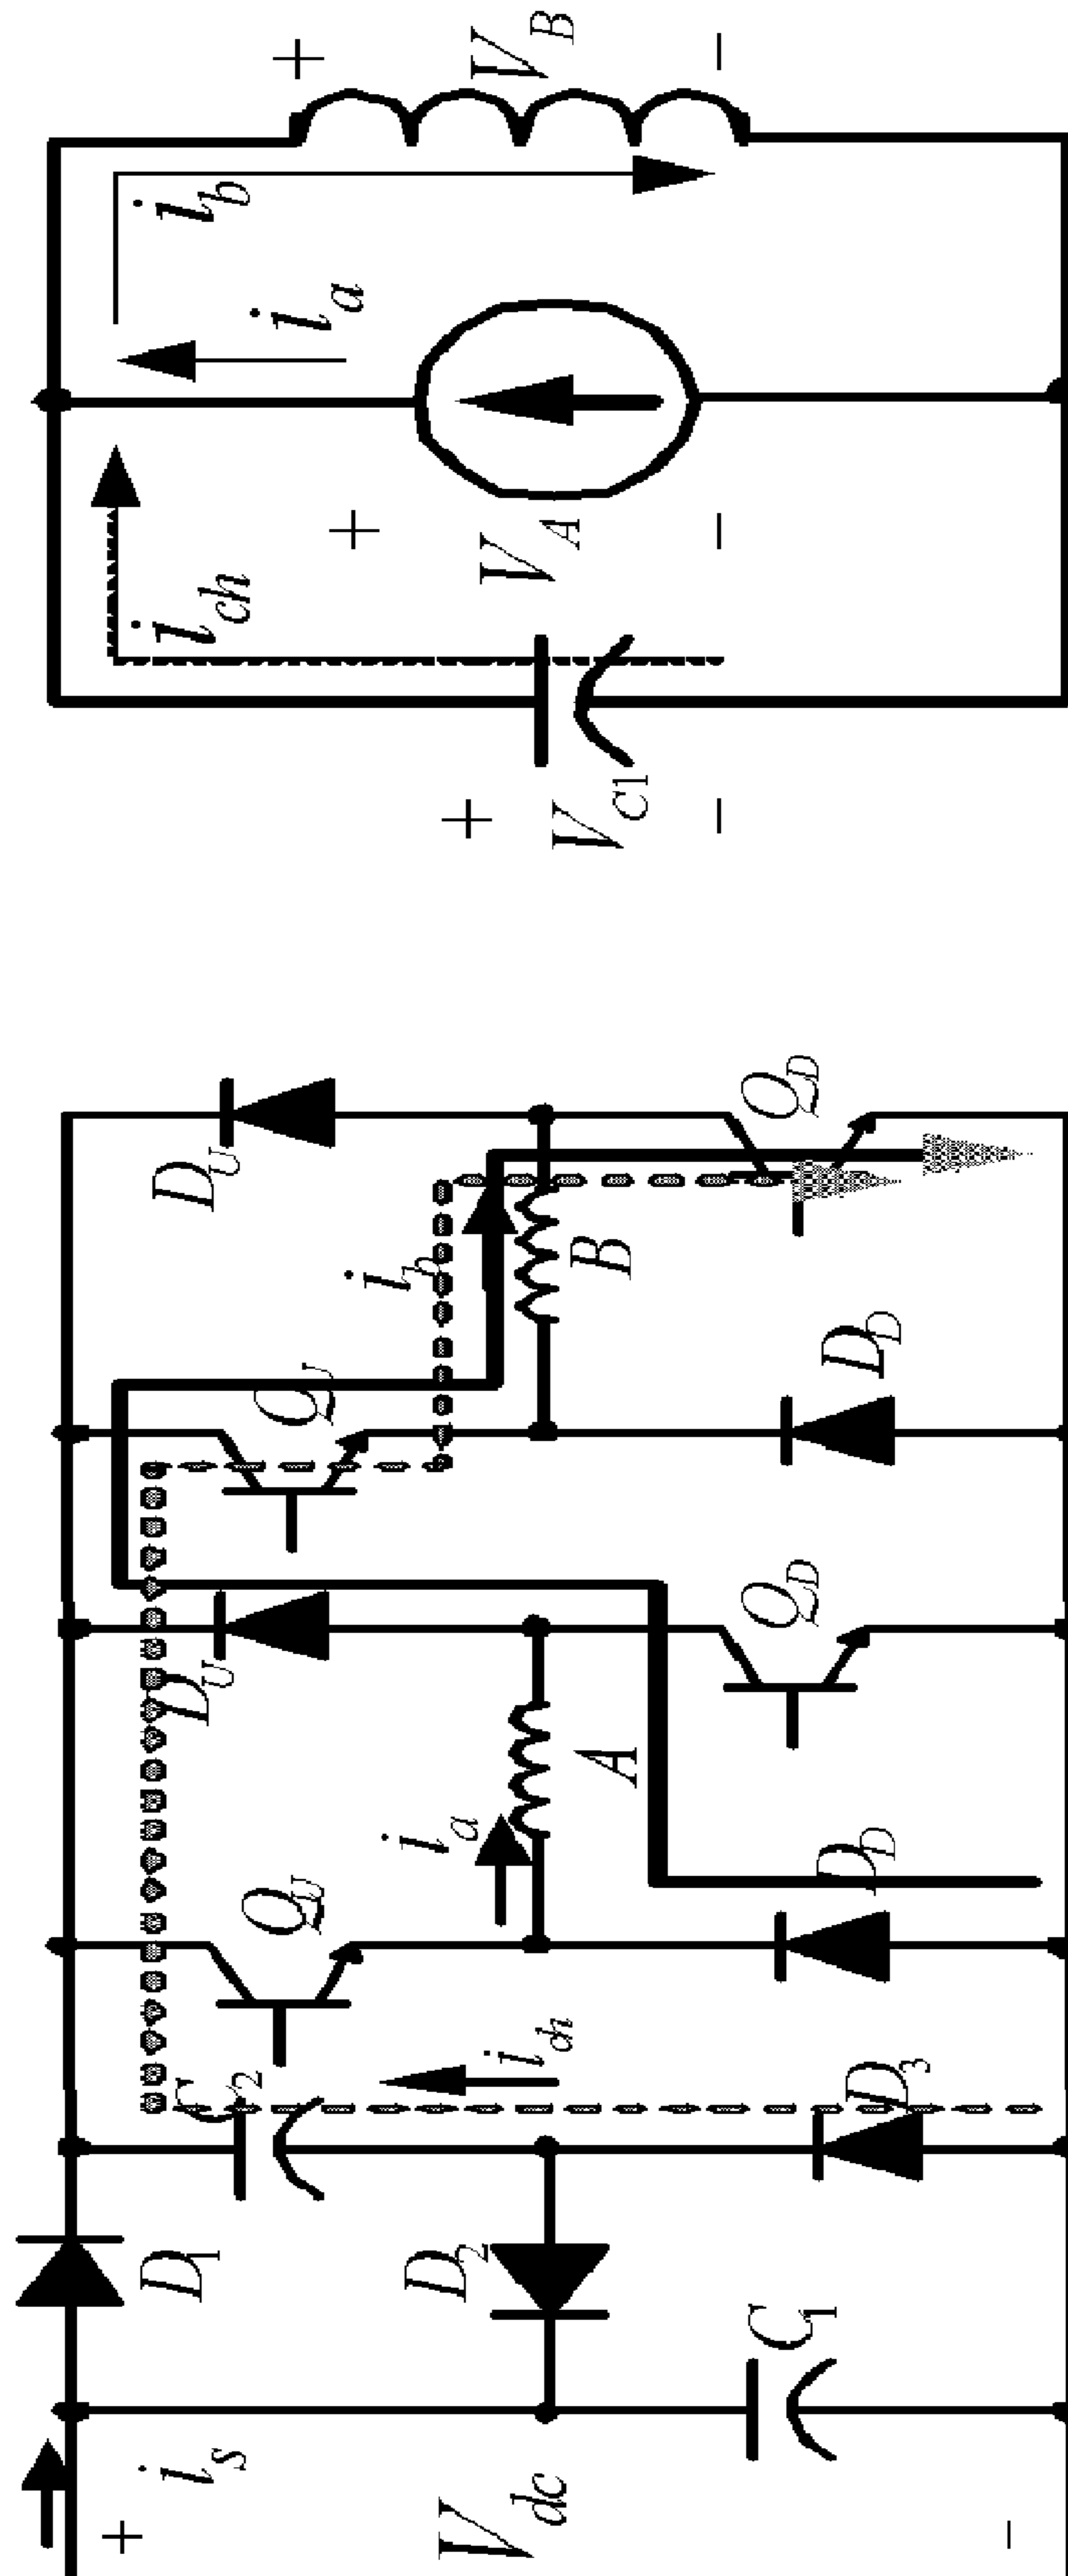 +
i_s
V_dc
−
D_1
D_2
C_1
C_2
i_ch
D_3
Q_U
i_a
D_D
D_U
A
Q_D
Q_U
i_b
D_D
D_U
B
Q_D
+
V_C1
−
i_ch
+
V_A
−
i_a
i_b
+
V_B
−